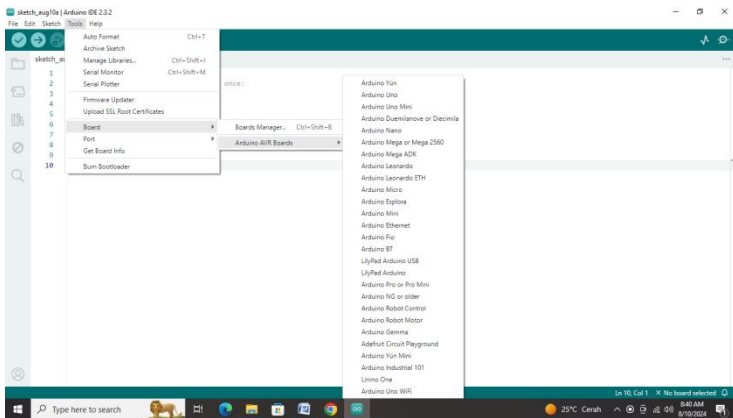 sketch_aug10a | Arduino IDE 2.3.2
File Edit Sketch Tools Help
sketch_au
Auto Format Ctrl+T
Archive Sketch
Manage Libraries... Ctrl+Shift+I
Serial Monitor Ctrl+Shift+M
Serial Plotter
Firmware Updater
Upload SSL Root Certificates
Board
Port
Get Board Info
Burn Bootloader
1
2
3
4
5
6
7
8
9
10
once:
Boards Manager... Ctrl+Shift+B
Arduino AVR Boards
Arduino Yún
Arduino Uno
Arduino Uno Mini
Arduino Duemilanove or Diecimila
Arduino Nano
Arduino Mega or Mega 2560
Arduino Mega ADK
Arduino Leonardo
Arduino Leonardo ETH
Arduino Micro
Arduino Esplora
Arduino Mini
Arduino Ethernet
Arduino Fio
Arduino BT
LilyPad Arduino USB
LilyPad Arduino
Arduino Pro or Pro Mini
Arduino NG or older
Arduino Robot Control
Arduino Robot Motor
Arduino Gemma
Adafruit Circuit Playground
Arduino Yún Mini
Arduino Industrial 101
Linino One
Arduino Uno WiFi
Ln 10, Col 1 × No board selected
Type here to search
25°C Cerah
8:40 AM
8/10/2024